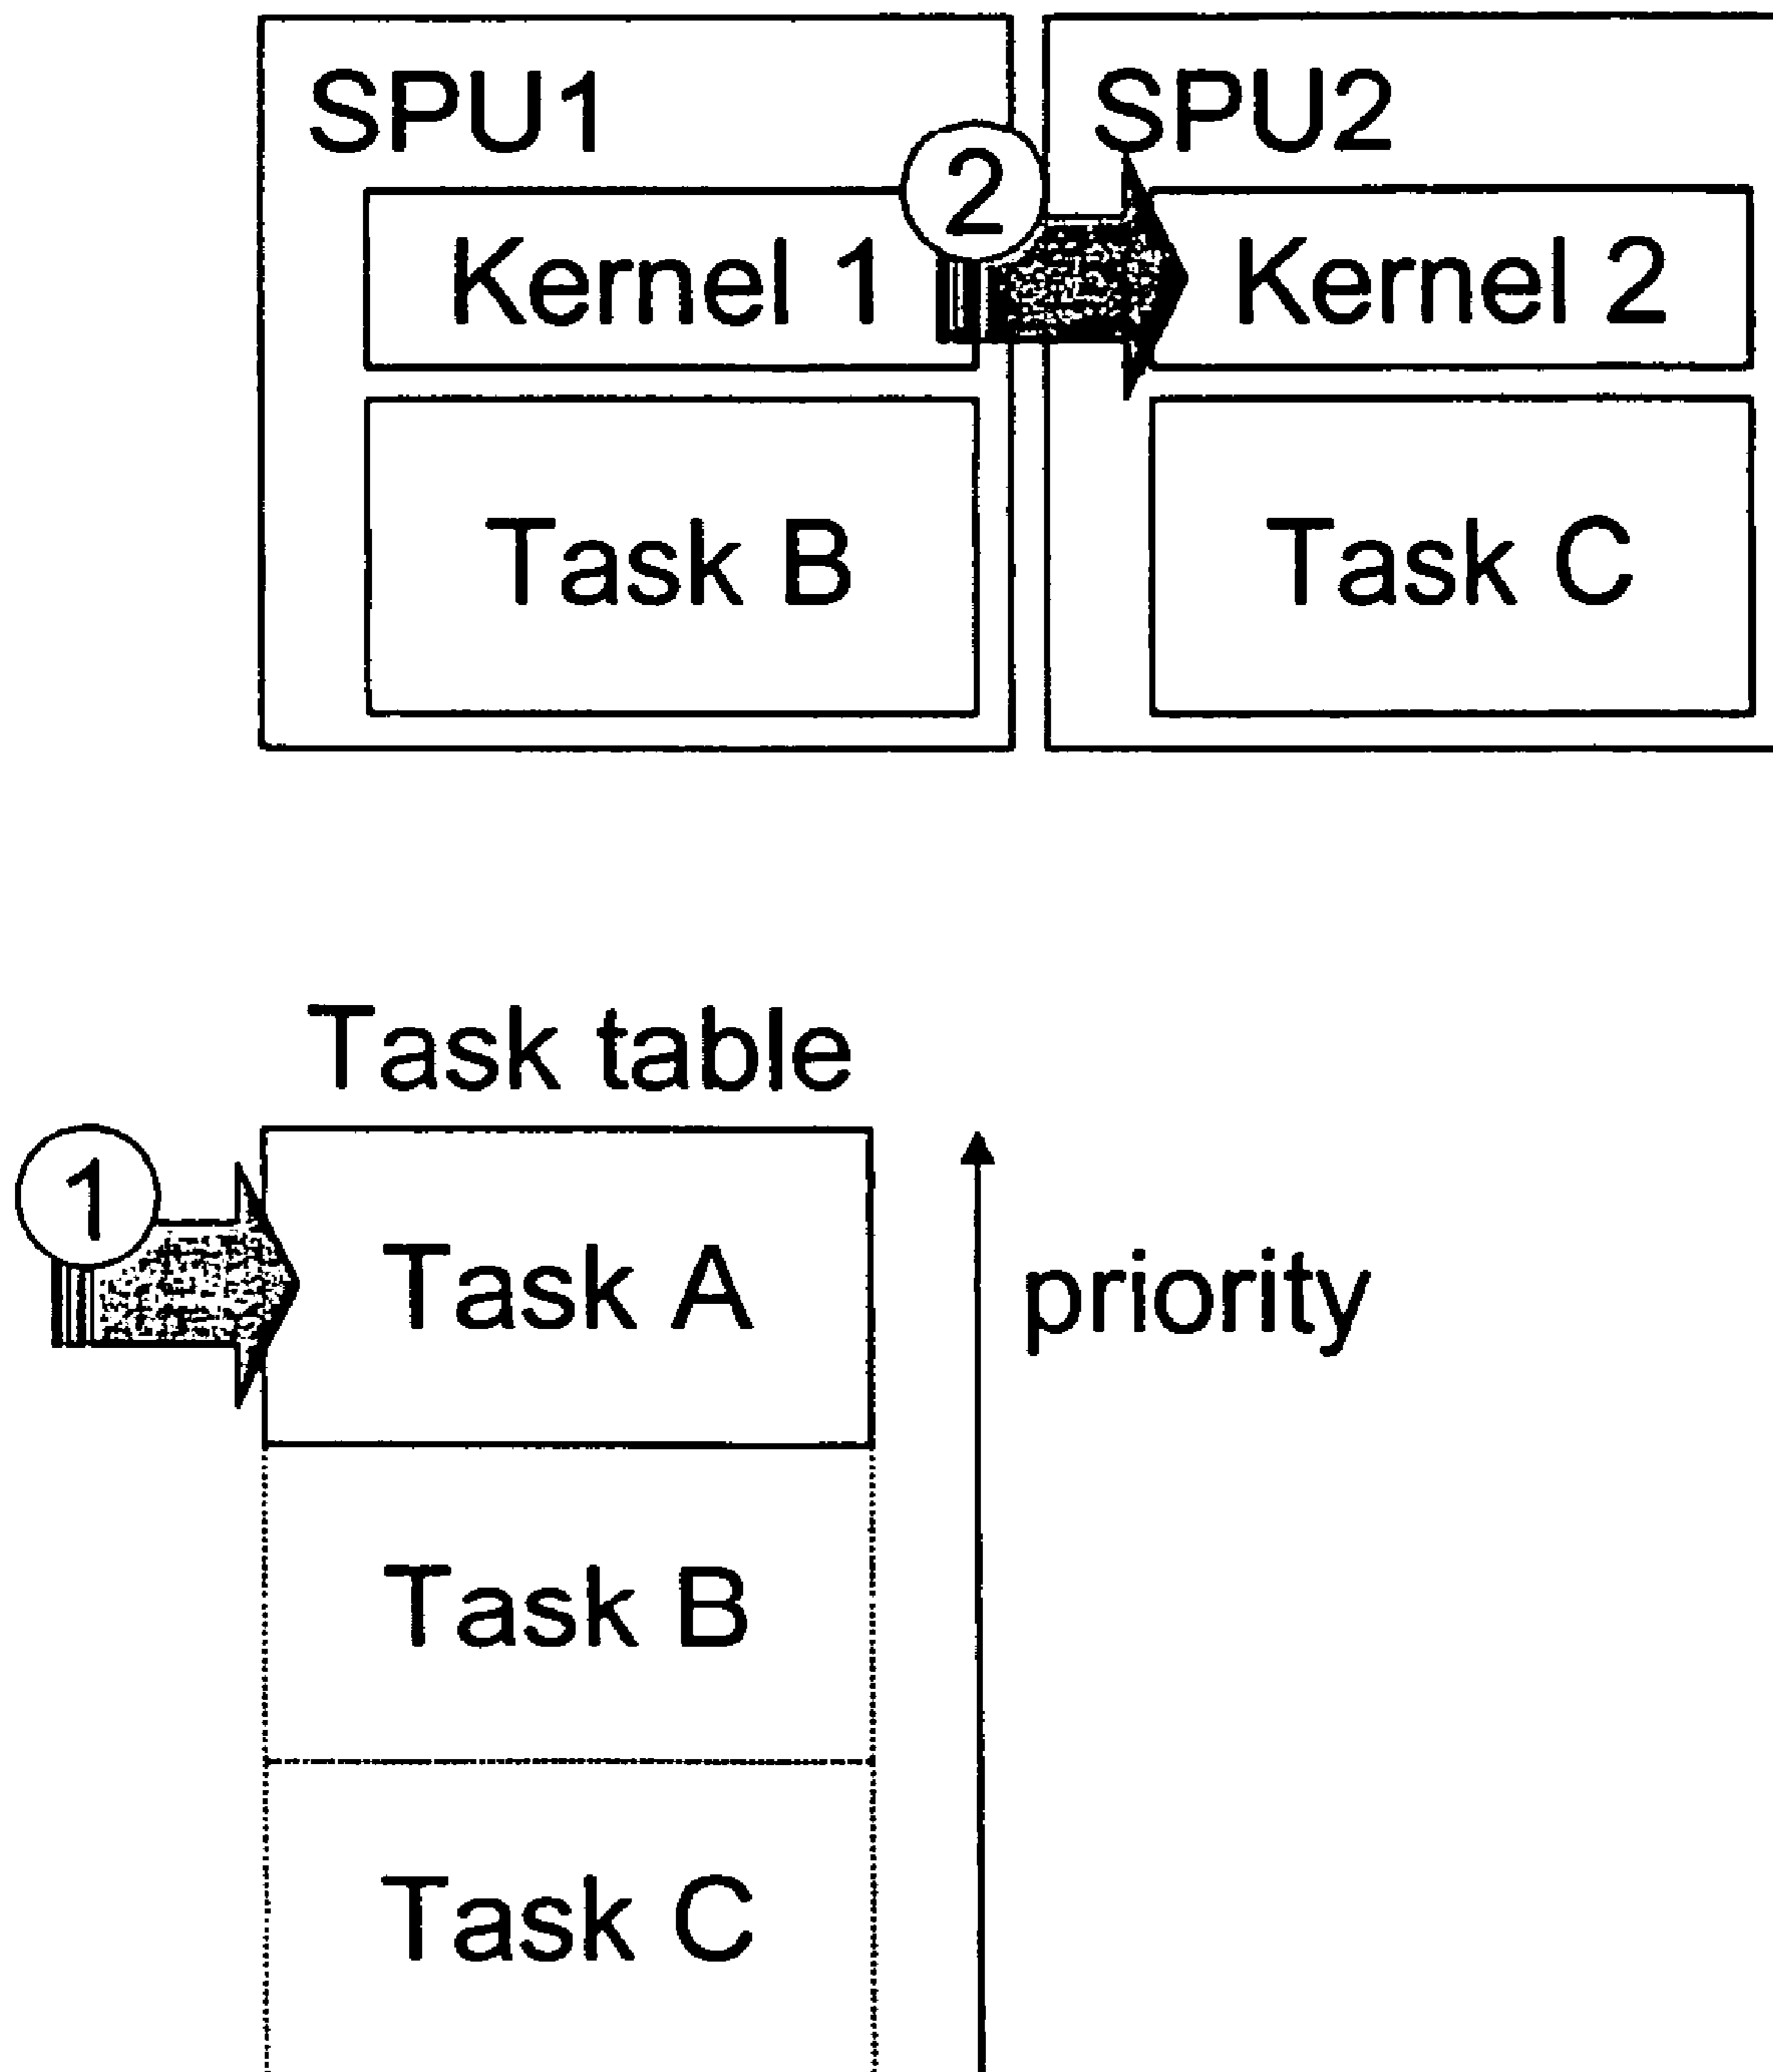 SPU1 SPU2
2
Kernel 1 Kernel 2
Task B Task C
Task table
1
Task A priority
Task B
Task C